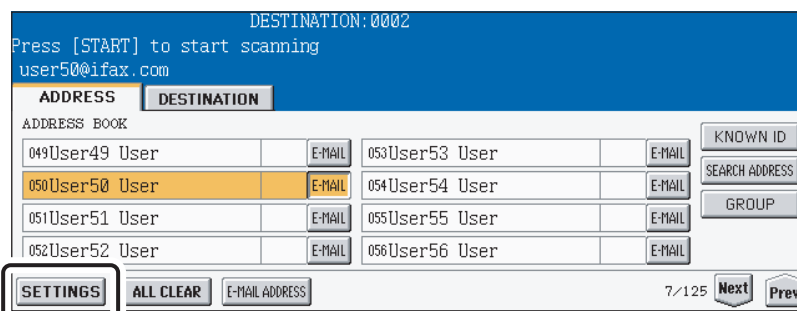 DESTINATION:0002
Press [START] to start scanning
user50@ifax.com
ADDRESS DESTINATION
ADDRESS BOOK
049User49 User E-MAIL 053User53 User E-MAIL
050User50 User E-MAIL 054User54 User E-MAIL
051User51 User E-MAIL 055User55 User E-MAIL
052User52 User E-MAIL 056User56 User E-MAIL
KNOWN ID
SEARCH ADDRESS
GROUP
SETTINGS ALL CLEAR E-MAIL ADDRESS 7/125 Next Prev